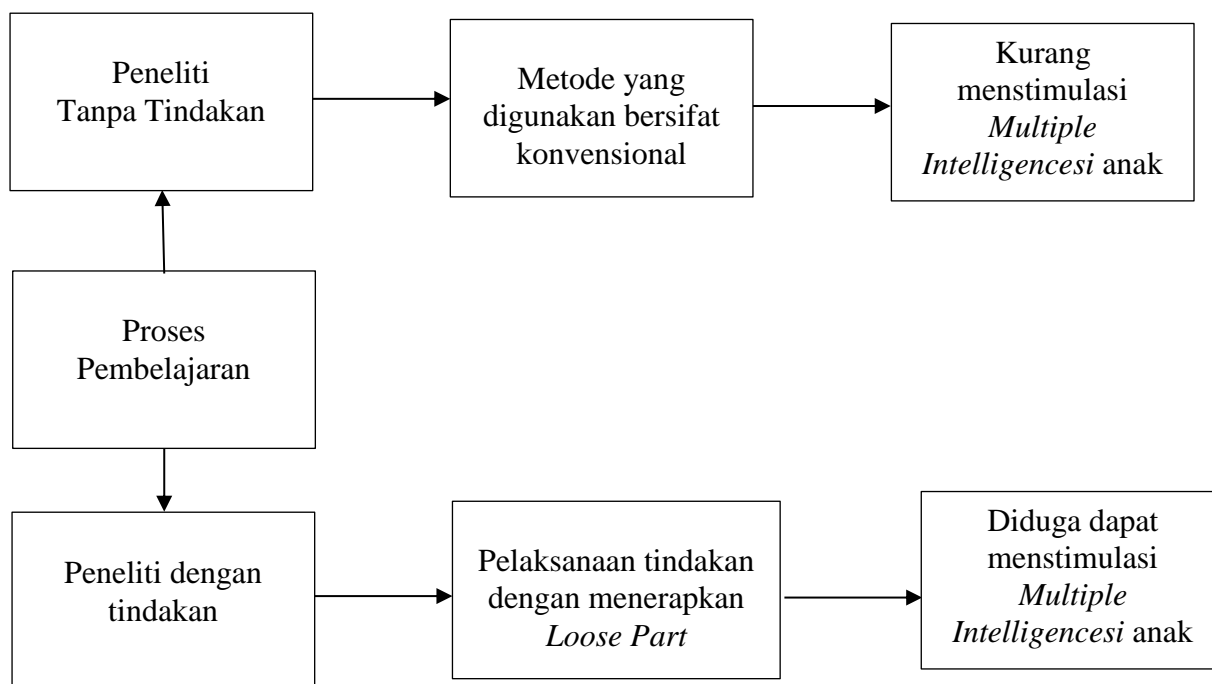 Peneliti
Tanpa Tindakan
Metode yang
digunakan bersifat
konvensional
Kurang
menstimulasi
Multiple
Intelligencesi anak
Proses
Pembelajaran
Peneliti dengan
tindakan
Pelaksanaan tindakan
dengan menerapkan
Loose Part
Diduga dapat
menstimulasi
Multiple
Intelligencesi anak